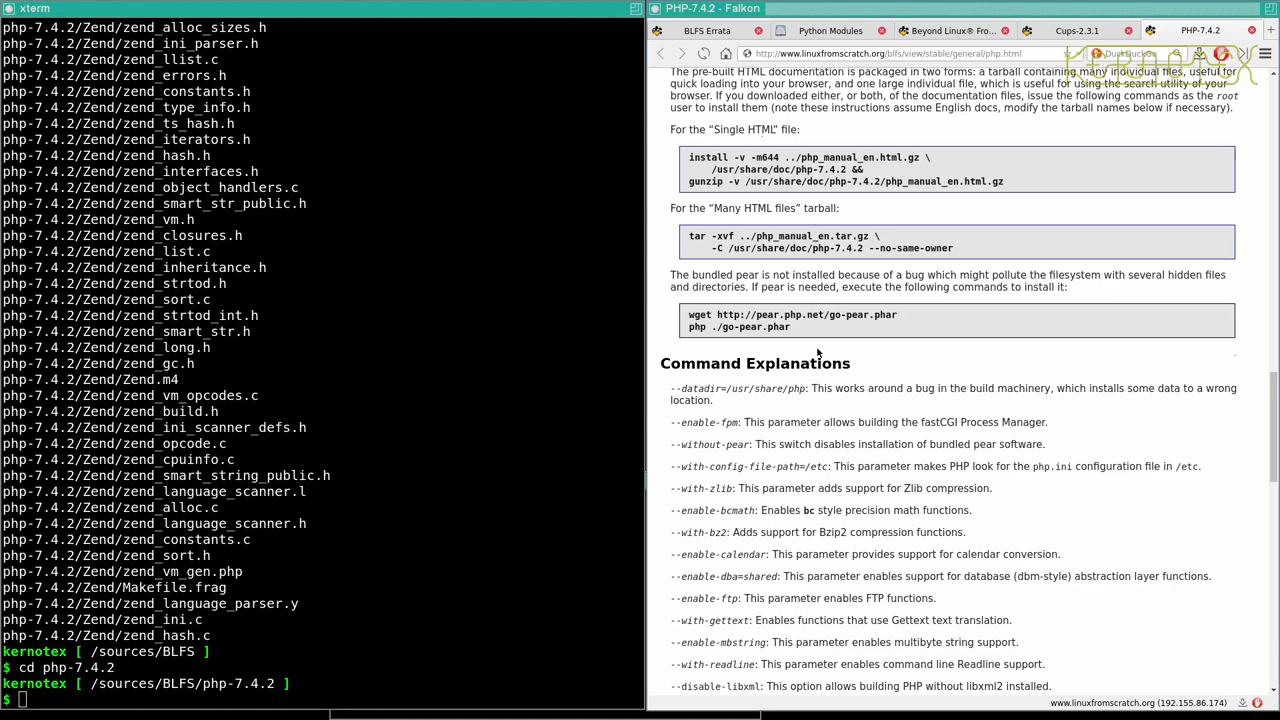 xterm
php-7.4.2/Zend/zend_alloc_sizes.h
php-7.4.2/Zend/zend_ini_parser.h
php-7.4.2/Zend/zend_llist.c
php-7.4.2/Zend/zend_errors.h
php-7.4.2/Zend/zend_constants.h
php-7.4.2/Zend/zend_type_info.h
php-7.4.2/Zend/zend_ts_hash.h
php-7.4.2/Zend/zend_iterators.h
php-7.4.2/Zend/zend_hash.h
php-7.4.2/Zend/zend_interfaces.h
php-7.4.2/Zend/zend_object_handlers.c
php-7.4.2/Zend/zend_smart_str_public.h
php-7.4.2/Zend/zend_vm.h
php-7.4.2/Zend/zend_closures.h
php-7.4.2/Zend/zend_list.c
php-7.4.2/Zend/zend_inheritance.h
php-7.4.2/Zend/zend_strtod.h
php-7.4.2/Zend/zend_sort.c
php-7.4.2/Zend/zend_strtod_int.h
php-7.4.2/Zend/zend_smart_str.h
php-7.4.2/Zend/zend_long.h
php-7.4.2/Zend/zend_gc.h
php-7.4.2/Zend/Zend.m4
php-7.4.2/Zend/zend_vm_opcodes.c
php-7.4.2/Zend/zend_build.h
php-7.4.2/Zend/zend_ini_scanner_defs.h
php-7.4.2/Zend/zend_opcode.c
php-7.4.2/Zend/zend_cpuinfo.c
php-7.4.2/Zend/zend_smart_string_public.h
php-7.4.2/Zend/zend_language_scanner.l
php-7.4.2/Zend/zend_alloc.c
php-7.4.2/Zend/zend_language_scanner.h
php-7.4.2/Zend/zend_constants.c
php-7.4.2/Zend/zend_sort.h
php-7.4.2/Zend/zend_vm_gen.php
php-7.4.2/Zend/Makefile.frag
php-7.4.2/Zend/zend_language_parser.y
php-7.4.2/Zend/zend_ini.c
php-7.4.2/Zend/zend_hash.c
kernotex [ /sources/BLFS ]
$ cd php-7.4.2
kernotex [ /sources/BLFS/php-7.4.2 ]
$
PHP-7.4.2 - Falkon
BLFS Errata
Python Modules
Beyond Linux® Fro...
Cups-2.3.1
PHP-7.4.2
http://www.linuxfromscratch.org/blfs/view/stable/general/php.html
DuckDuckGo
KERNOTEX
The pre-built HTML documentation is packaged in two forms: a tarball containing many individual files, useful for
quick loading into your browser, and one large individual file, which is useful for using the search utility of your
browser. If you downloaded either, or both, of the documentation files, issue the following commands as the root
user to install them (note these instructions assume English docs, modify the tarball names below if necessary).
For the “Single HTML” file:
install -v -m644 ../php_manual_en.html.gz \
/usr/share/doc/php-7.4.2 &&
gunzip -v /usr/share/doc/php-7.4.2/php_manual_en.html.gz
For the “Many HTML files” tarball:
tar -xvf ../php_manual_en.tar.gz \
-C /usr/share/doc/php-7.4.2 --no-same-owner
The bundled pear is not installed because of a bug which might pollute the filesystem with several hidden files
and directories. If pear is needed, execute the following commands to install it:
wget http://pear.php.net/go-pear.phar
php ./go-pear.phar
Command Explanations
--datadir=/usr/share/php: This works around a bug in the build machinery, which installs some data to a wrong
location.
--enable-fpm: This parameter allows building the fastCGI Process Manager.
--without-pear: This switch disables installation of bundled pear software.
--with-config-file-path=/etc: This parameter makes PHP look for the php.ini configuration file in /etc.
--with-zlib: This parameter adds support for Zlib compression.
--enable-bcmath: Enables bc style precision math functions.
--with-bz2: Adds support for Bzip2 compression functions.
--enable-calendar: This parameter provides support for calendar conversion.
--enable-dba=shared: This parameter enables support for database (dbm-style) abstraction layer functions.
--enable-ftp: This parameter enables FTP functions.
--with-gettext: Enables functions that use Gettext text translation.
--enable-mbstring: This parameter enables multibyte string support.
--with-readline: This parameter enables command line Readline support.
--disable-libxml: This option allows building PHP without libxml2 installed.
www.linuxfromscratch.org (192.155.86.174)